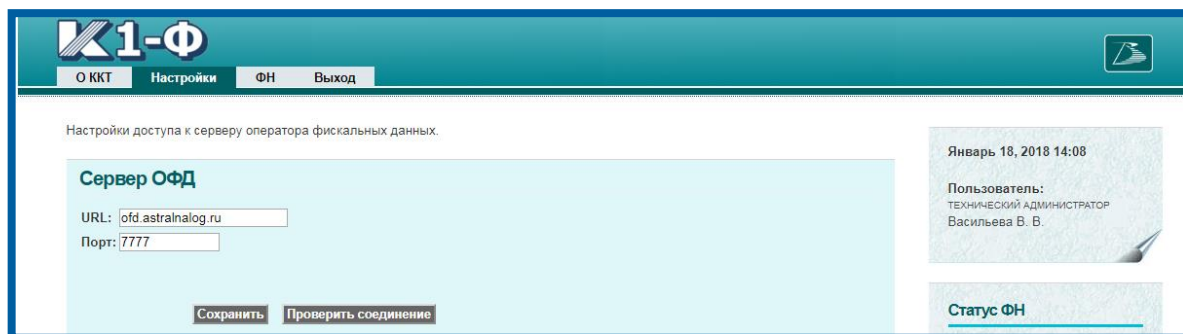 К1-Ф
О ККТ Настройки ФН Выход
Настройки доступа к серверу оператора фискальных данных.
Сервер ОФД
URL: ofd.astralnalog.ru
Порт: 7777
Сохранить Проверить соединение
Январь 18, 2018 14:08
Пользователь:
ТЕХНИЧЕСКИЙ АДМИНИСТРАТОР
Васильева В. В.
Статус ФН